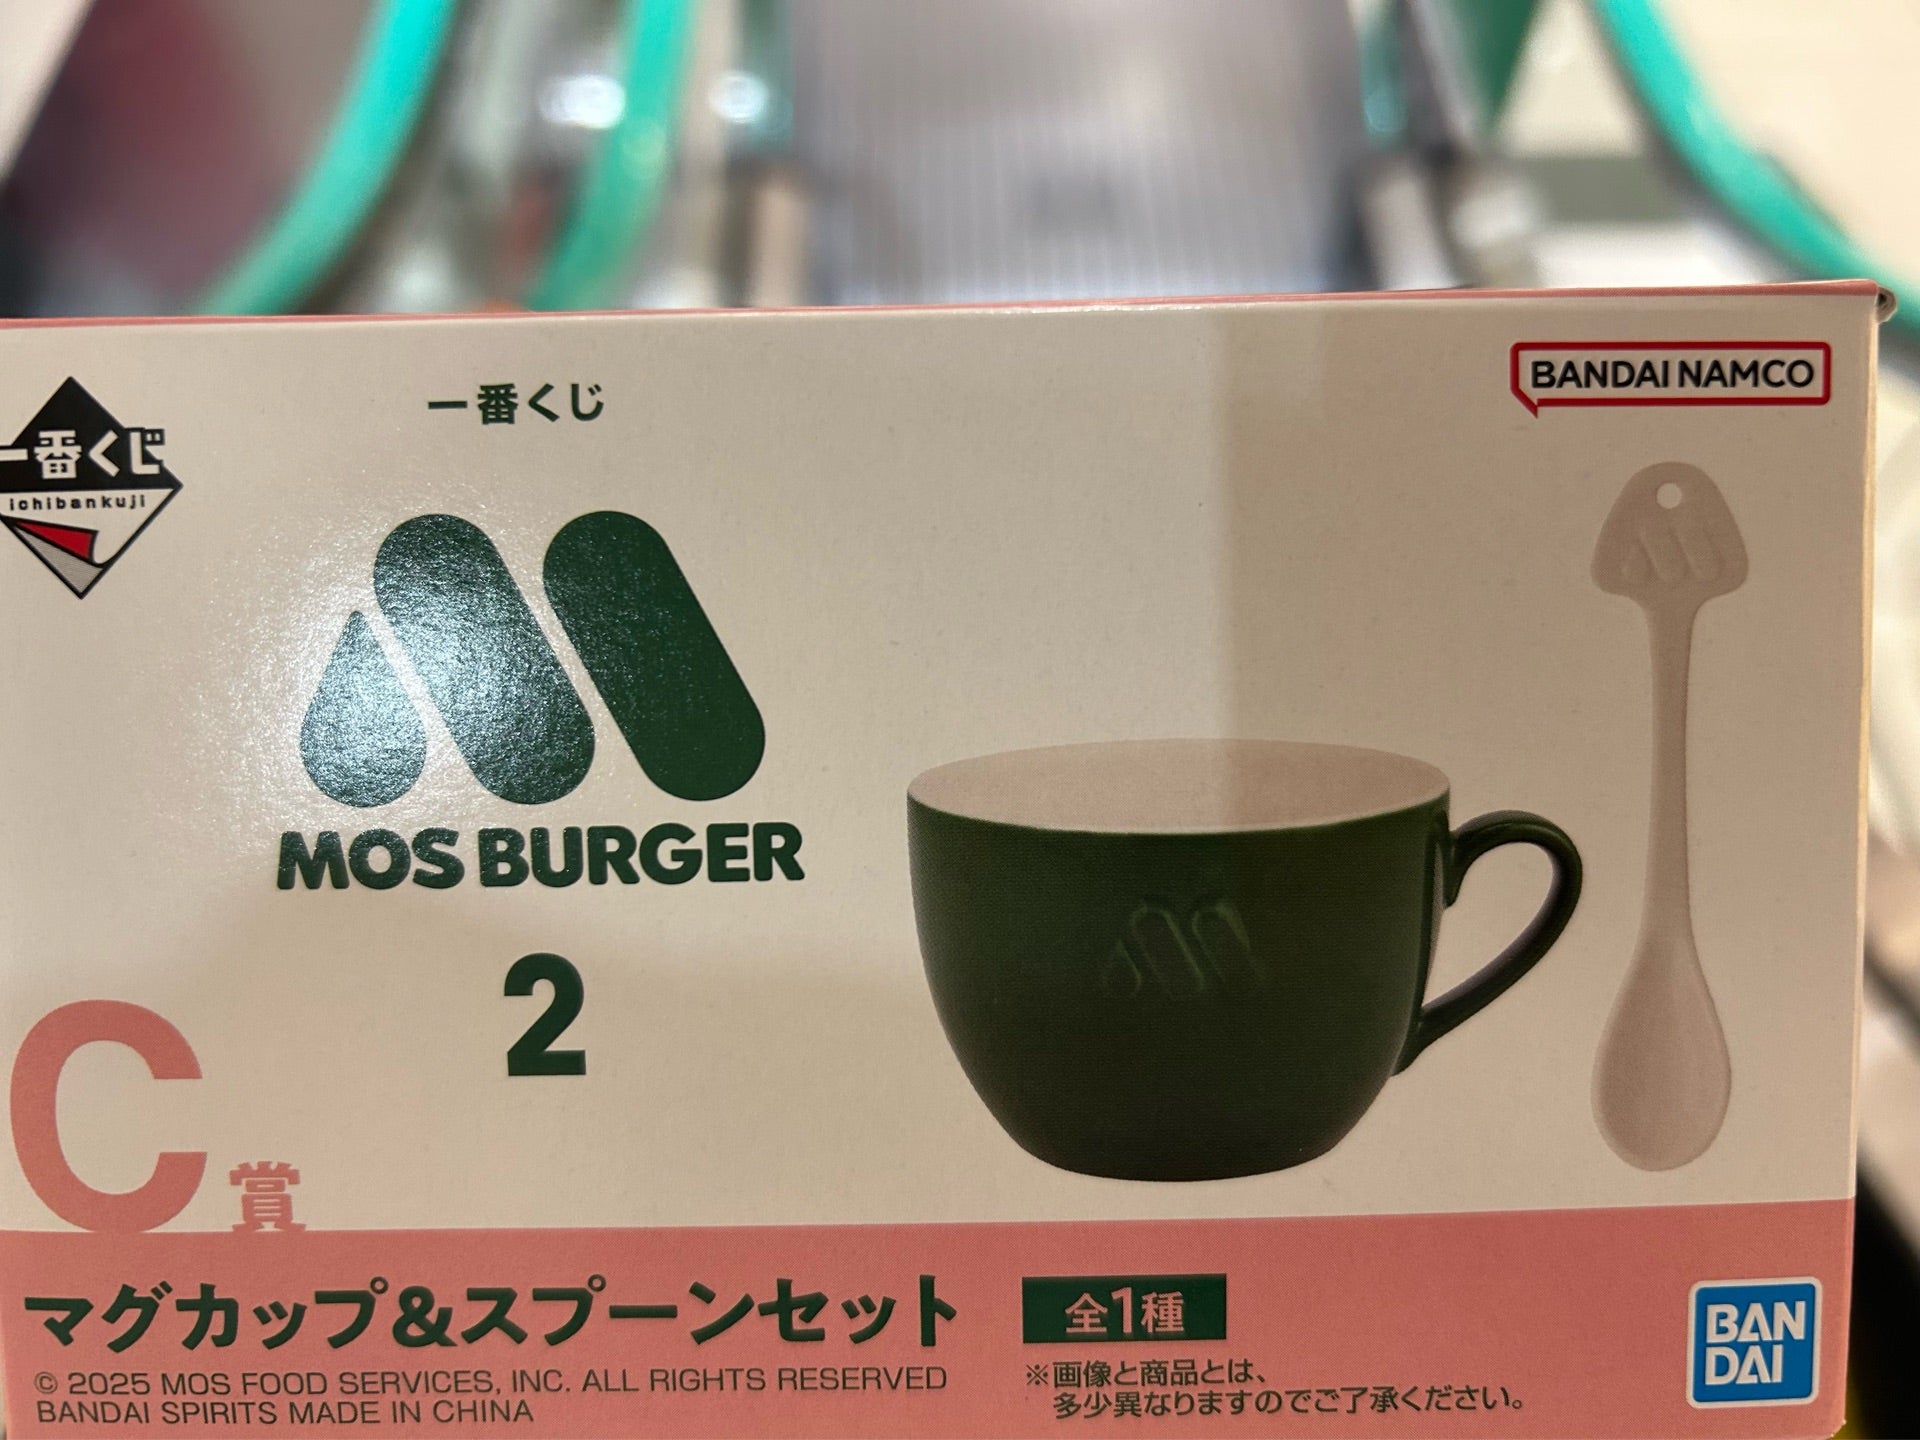 一番くじ
ichibankuji
一番くじ
BANDAI NAMCO
MOS BURGER
2
C賞
マグカップ&スプーンセット
全1種
© 2025 MOS FOOD SERVICES, INC. ALL RIGHTS RESERVED
BANDAI SPIRITS MADE IN CHINA
※画像と商品とは、
多少異なりますのでご了承ください。
BAN
DAI